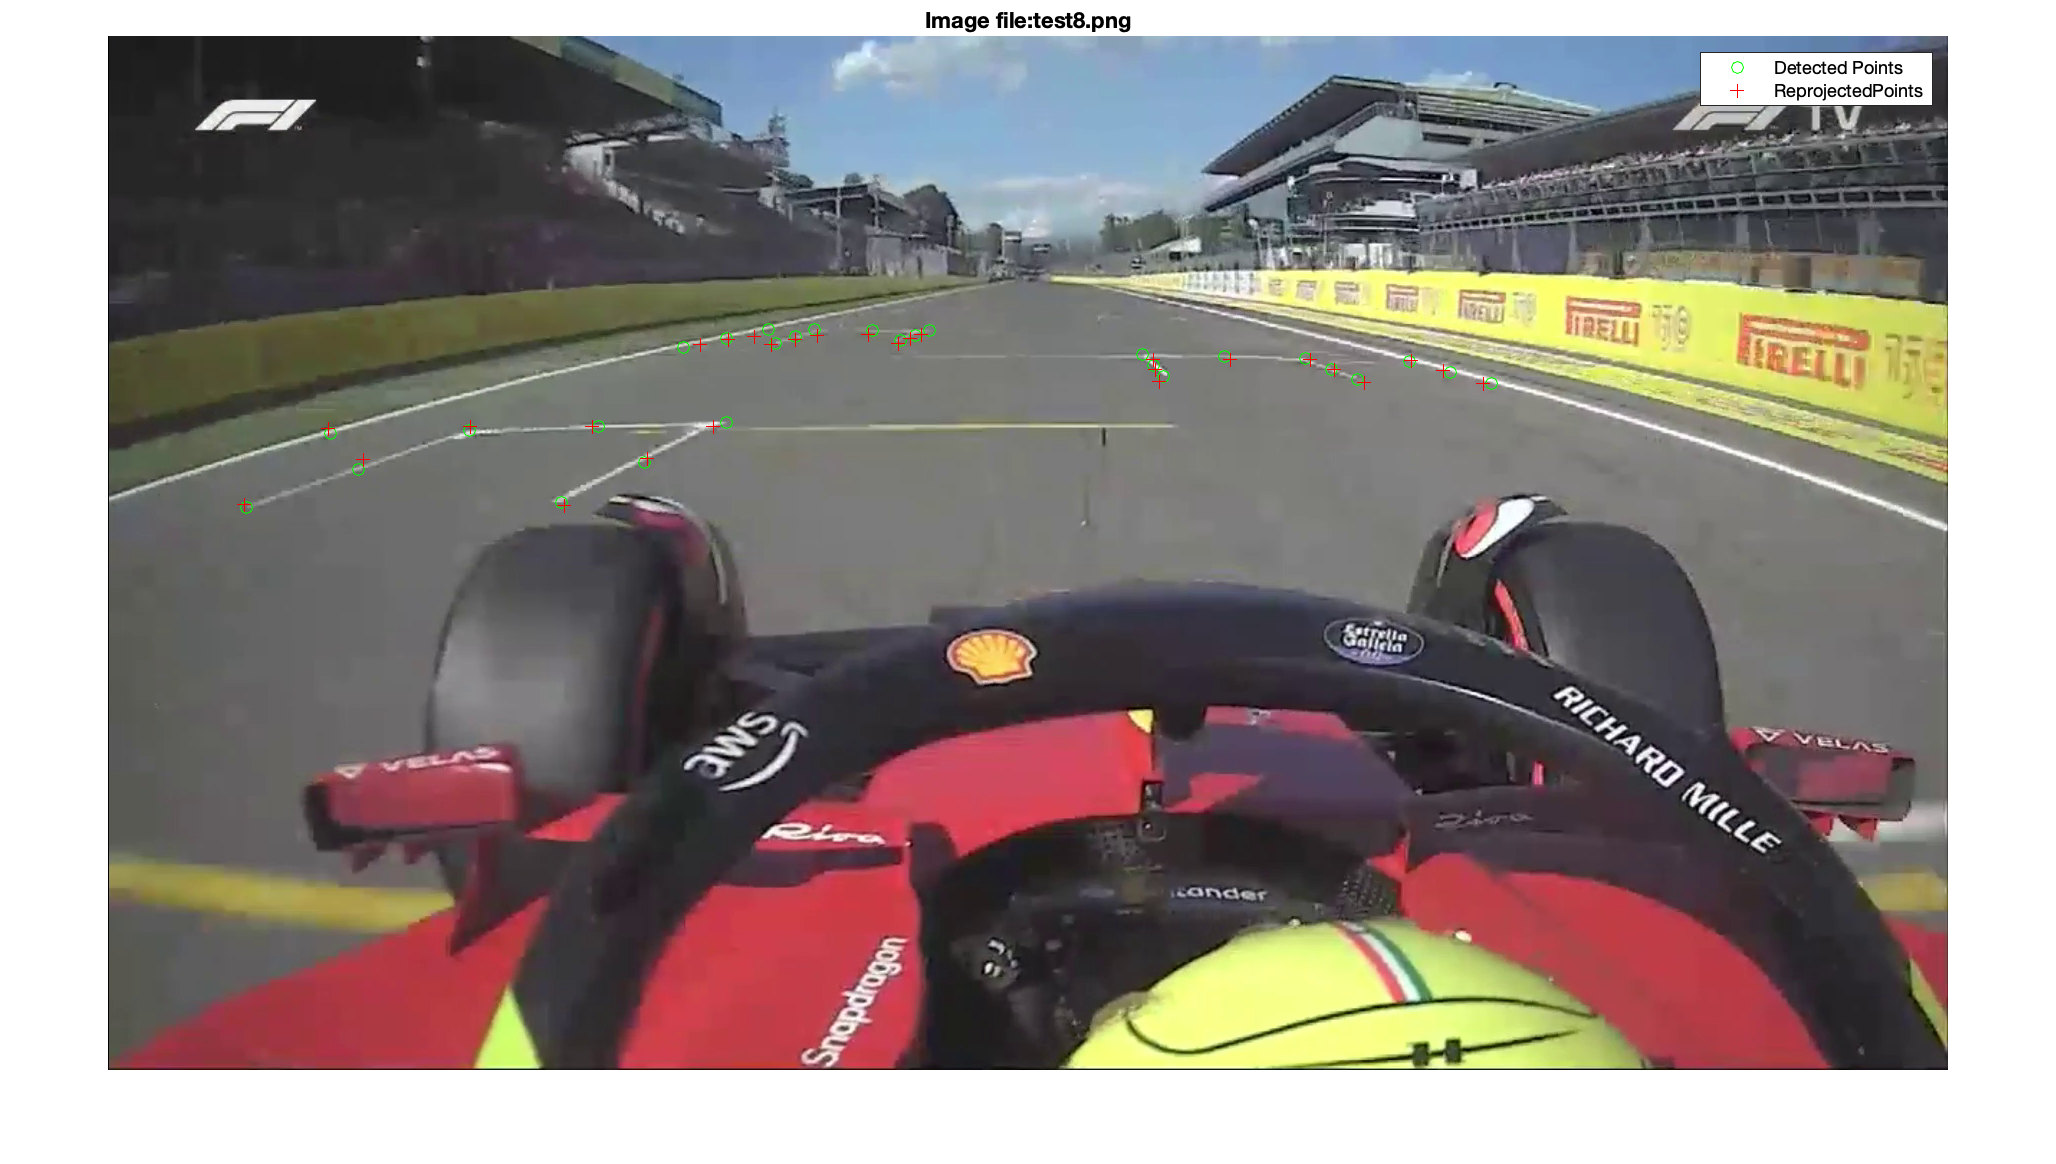 Image file:test8.png
Detected Points
ReprojectedPoints
F1
F1 TV
PIRELLI
PIRELLI
PIRELLI
PIRELLI
Estrella
Galicia
RICHARD MILLE
aws
VELAS
VELAS
Riva
Riva
Snapdragon